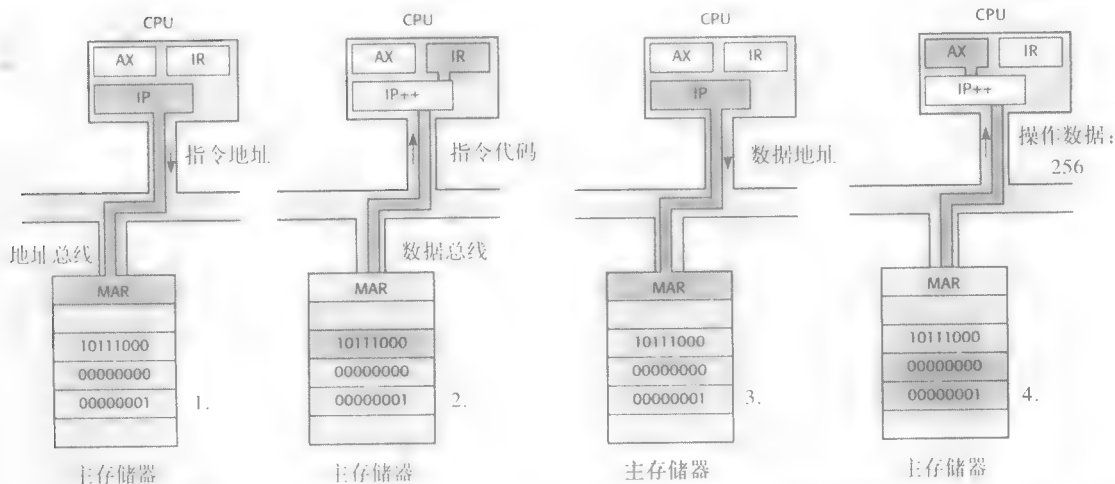 CPU
AX
IR
IP
指令地址
地址总线
MAR
10111000
00000000
00000001
1.
主存储器
CPU
AX
IR
IP++
指令代码
数据总线
MAR
10111000
00000000
00000001
2.
主存储器
CPU
AX
IR
IP
数据地址
MAR
10111000
00000000
00000001
3.
主存储器
CPU
AX
IR
IP++
操作数据：
256
MAR
10111000
00000000
00000001
4.
主存储器